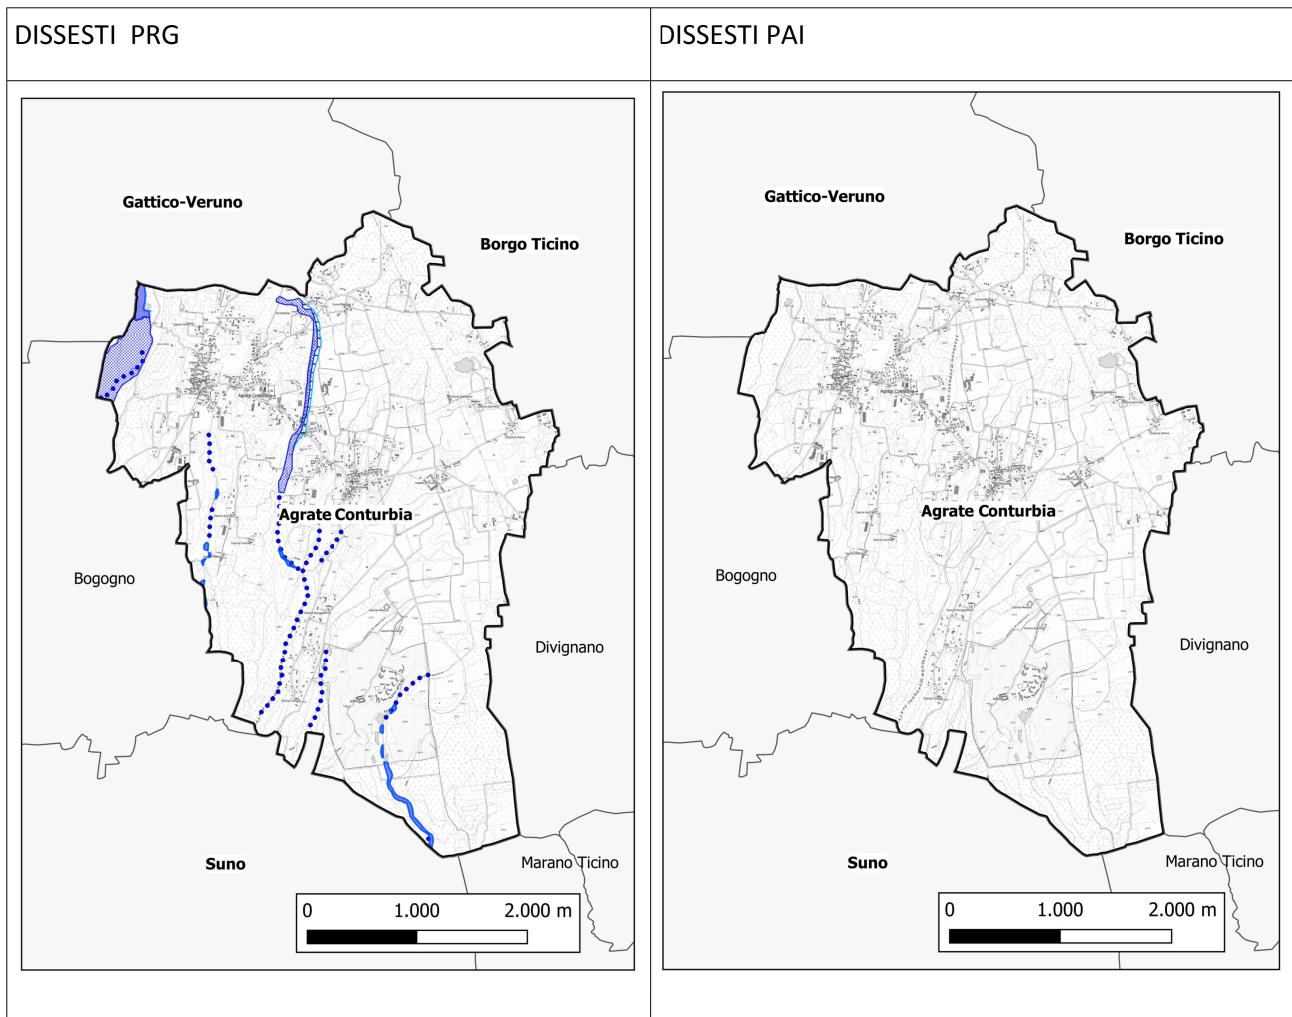 DISSESTI PRG
DISSESTI PAI
Gattico-Veruno
Borgo Ticino
Agrate Conturbia
Bogogno
Divignano
Suno
Marano Ticino
0 1.000 2.000 m
Gattico-Veruno
Borgo Ticino
Agrate Conturbia
Bogogno
Divignano
Suno
Marano Ticino
0 1.000 2.000 m